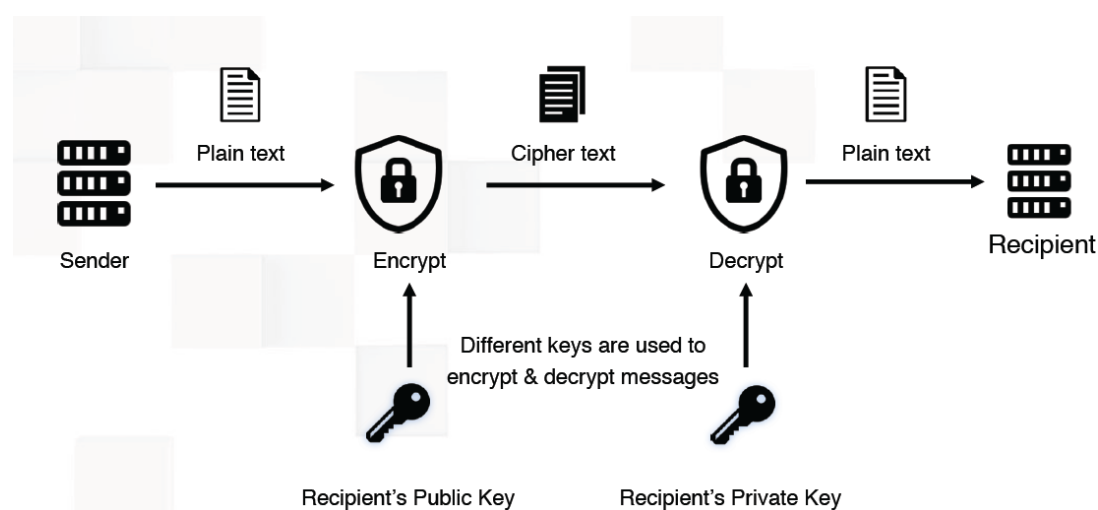 Plain text
Cipher text
Plain text
Sender
Encrypt
Decrypt
Recipient
Different keys are used to
encrypt & decrypt messages
Recipient's Public Key
Recipient's Private Key